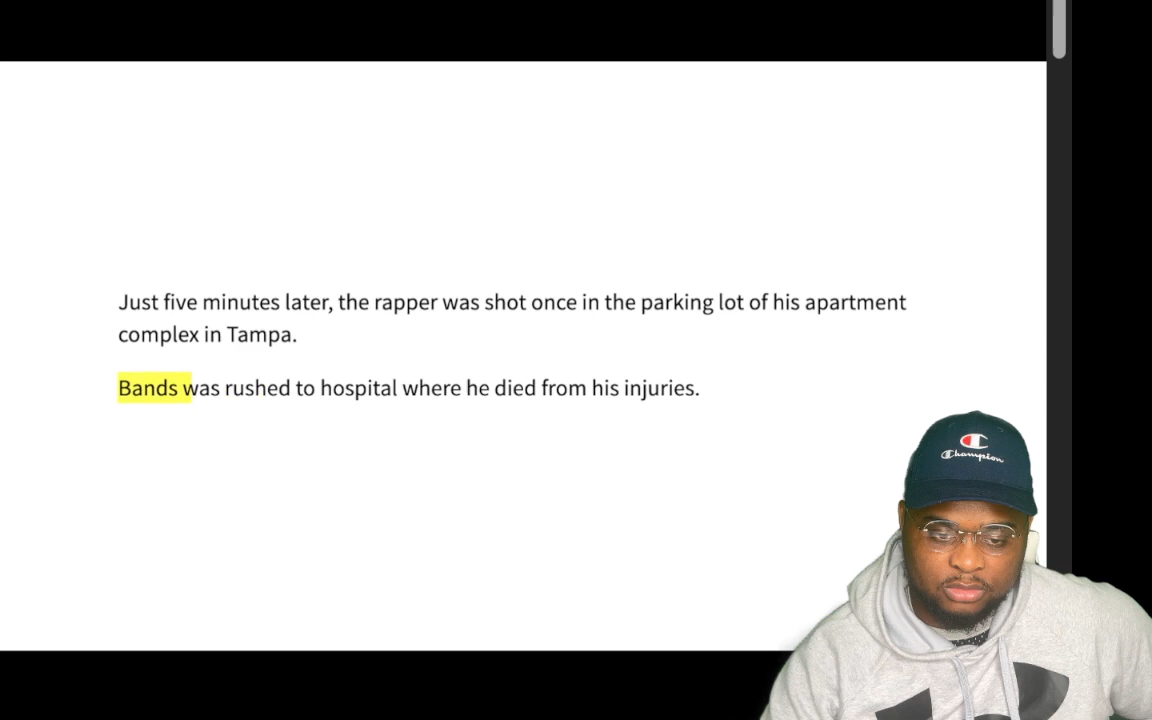 Just five minutes later, the rapper was shot once in the parking lot of his apartment
complex in Tampa.
Bands was rushed to hospital where he died from his injuries.
Champion